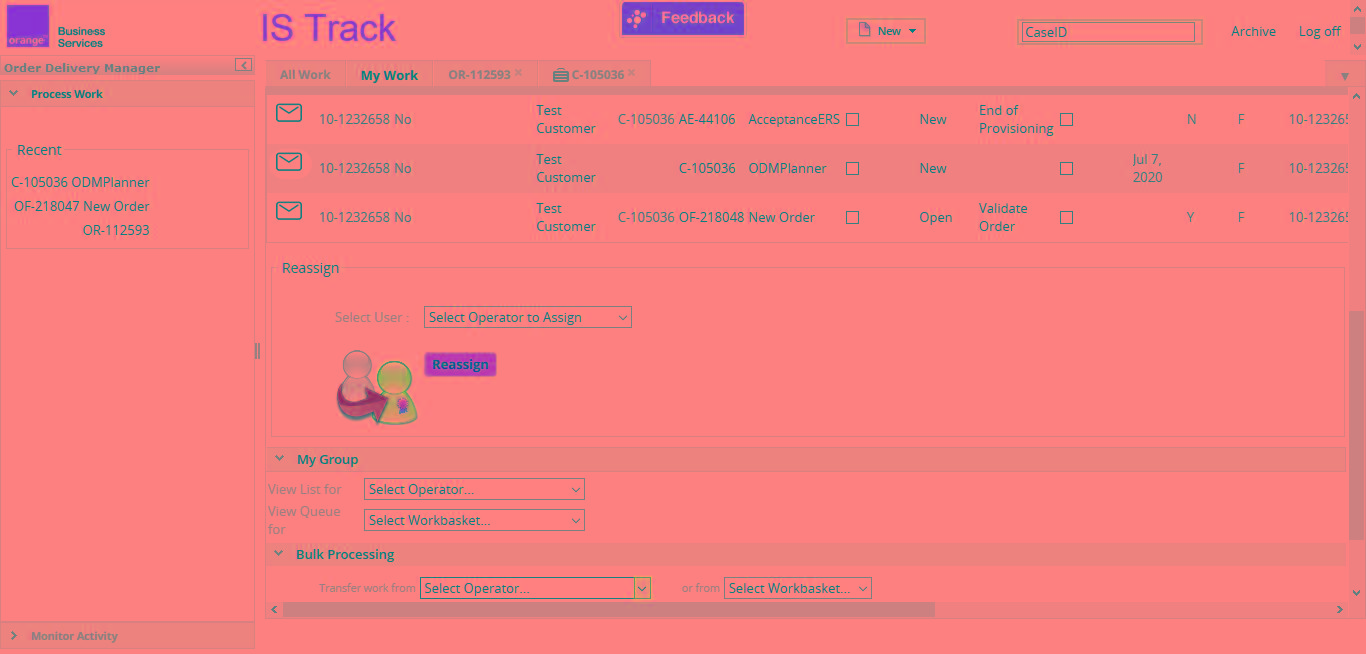 orange™ Business Services
IS Track
Feedback
New
CaseID
Archive
Log off
Order Delivery Manager
Process Work
Recent
C-105036 ODMPlanner
OF-218047 New Order
OR-112593
Monitor Activity
All Work
My Work
OR-112593 ×
C-105036 ×
10-1232658 No Test Customer C-105036 AE-44106 AcceptanceERS New End of Provisioning N F 10-123265
10-1232658 No Test Customer C-105036 ODMPlanner New Jul 7, 2020 F 10-123265
10-1232658 No Test Customer C-105036 OF-218048 New Order Open Validate Order Y F 10-123265
Reassign
Select User : Select Operator to Assign
Reassign
My Group
View List for Select Operator...
View Queue for Select Workbasket...
Bulk Processing
Transfer work from Select Operator... or from Select Workbasket...